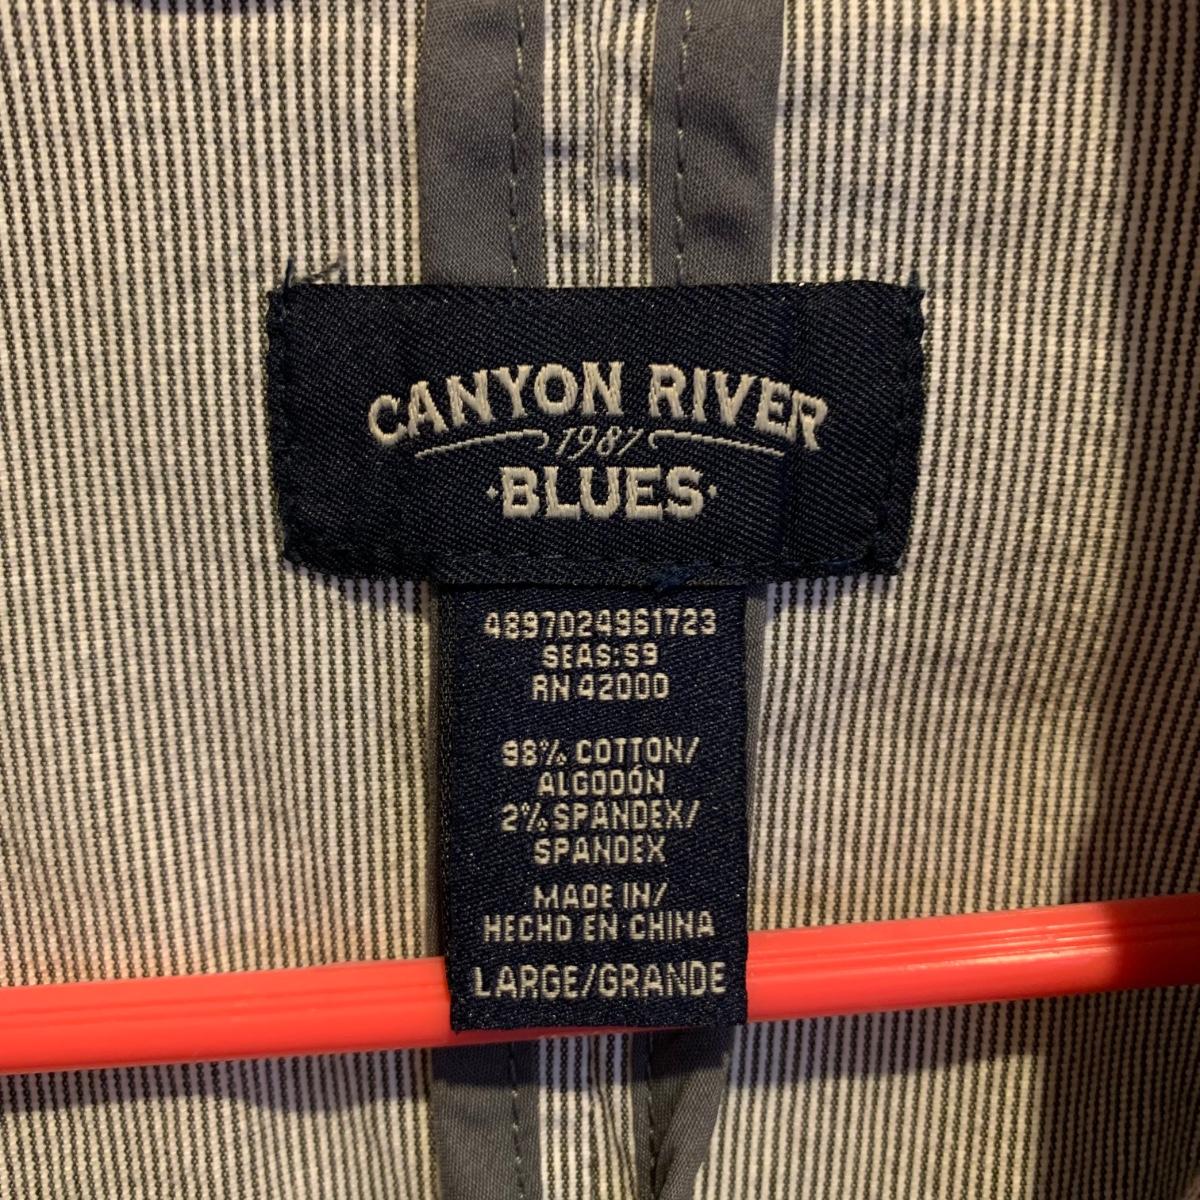 CANYON RIVER
1987
·BLUES·
4897024961723
SEAS:S9
RN 42000
98% COTTON/
ALGODÓN
2% SPANDEX/
SPANDEX
MADE IN/
HECHO EN CHINA
LARGE/GRANDE